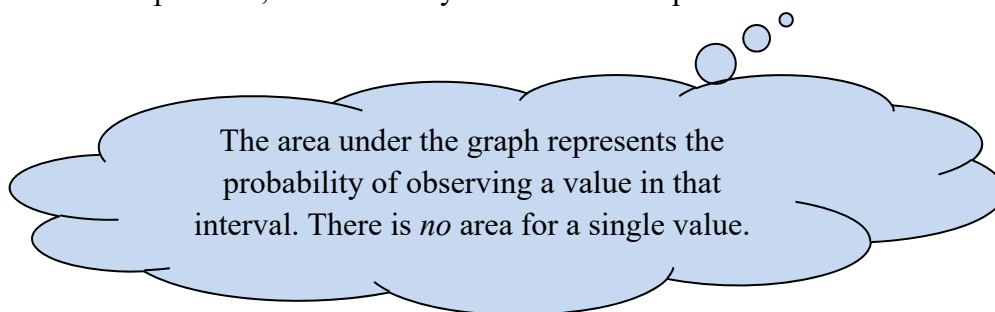 The area under the graph represents the
probability of observing a value in that
interval. There is no area for a single value.